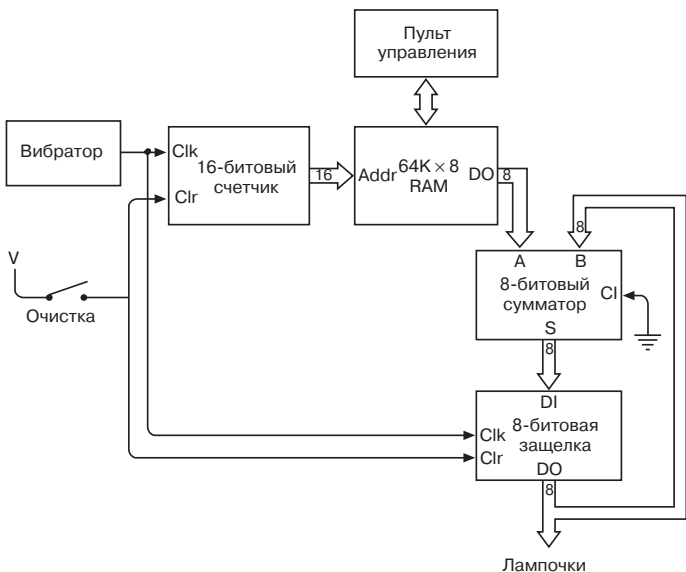 Пульт
управления
Вибратор
Clk
16-битовый
счетчик
Clr
16
Addr
64K × 8
RAM
DO
8
8
V
Очистка
A
B
8-битовый
сумматор
CI
S
8
DI
Clk
8-битовая
защелка
Clr
DO
8
Лампочки